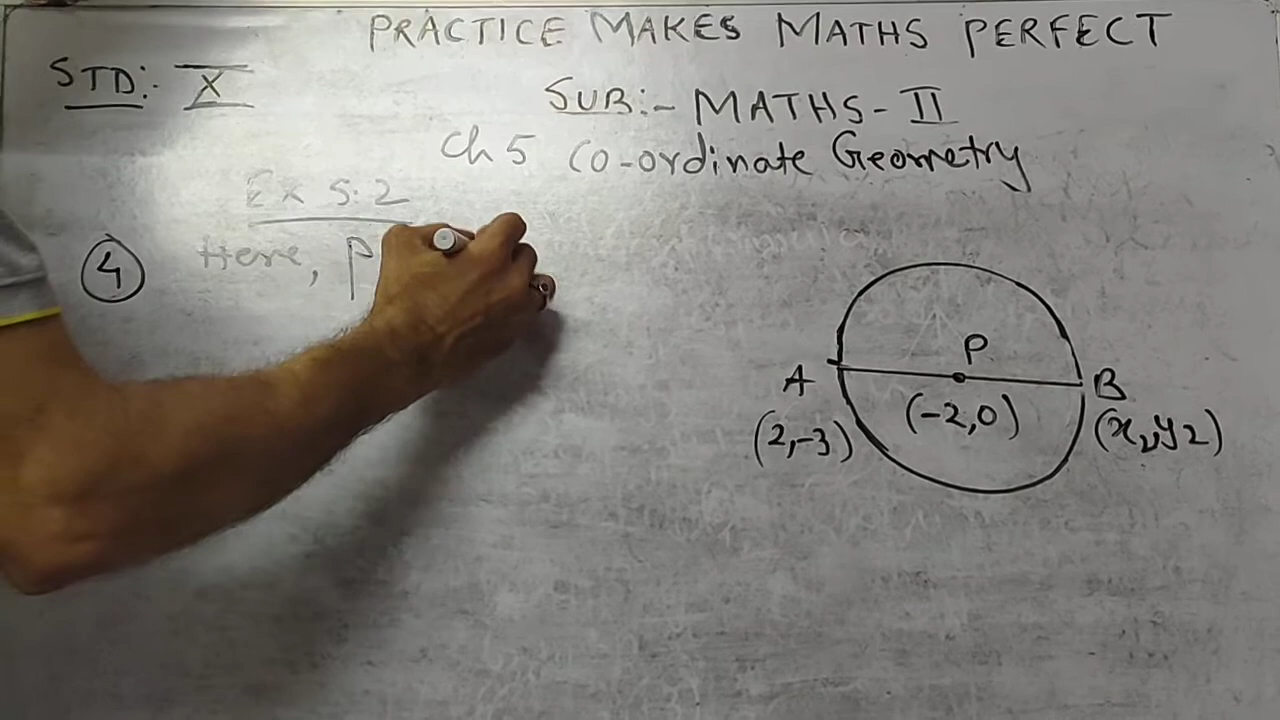 PRACTICE MAKES MATHS PERFECT
STD:- X
SUB:- MATHS-II
Ch 5 Co-ordinate Geometry
Ex 5.2
4 Here, P
P
A B
(-2,0)
(2,-3) (x2,y2)